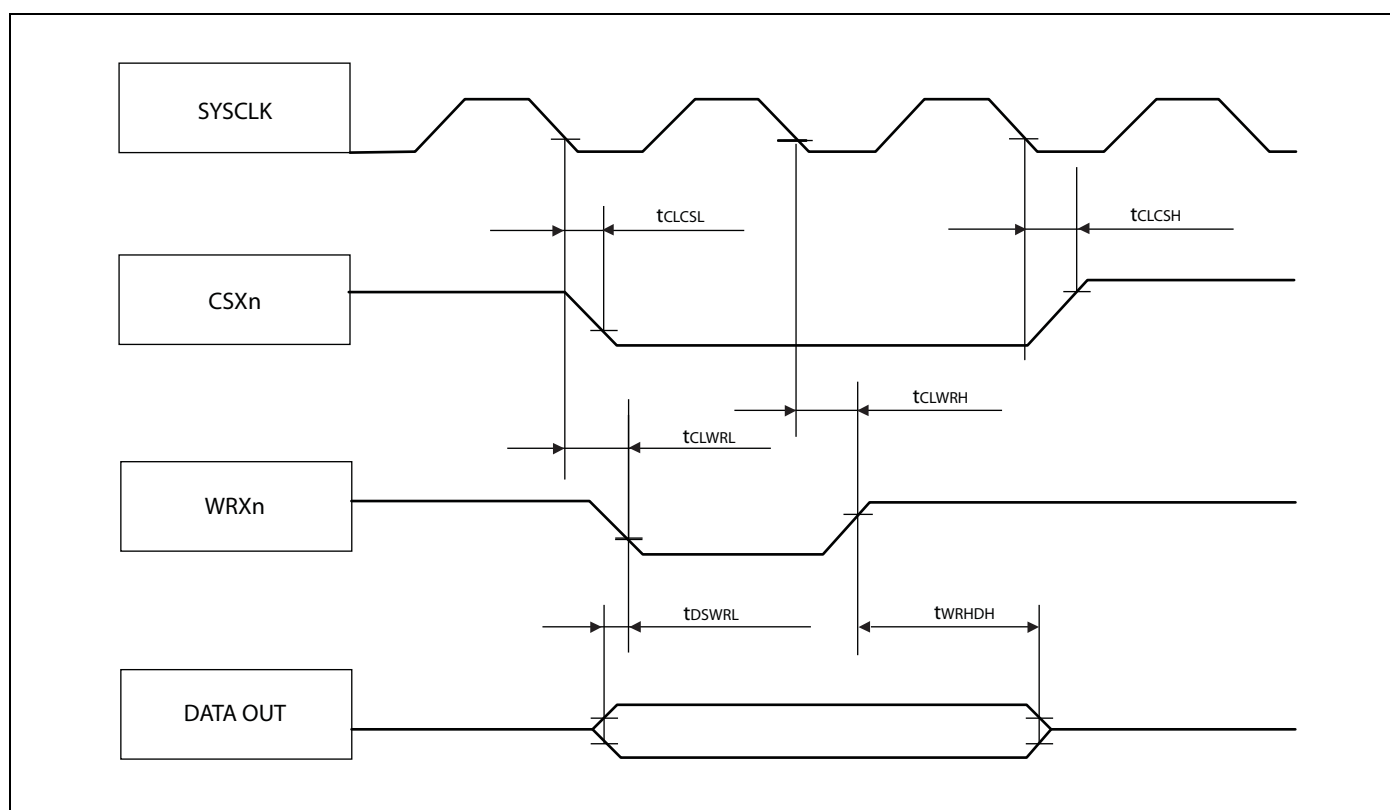 SYSCLK
tCLCSL
tCLCSH
CSXn
tCLWRH
tCLWRL
WRXn
tDSWRL
tWRHDH
DATA OUT